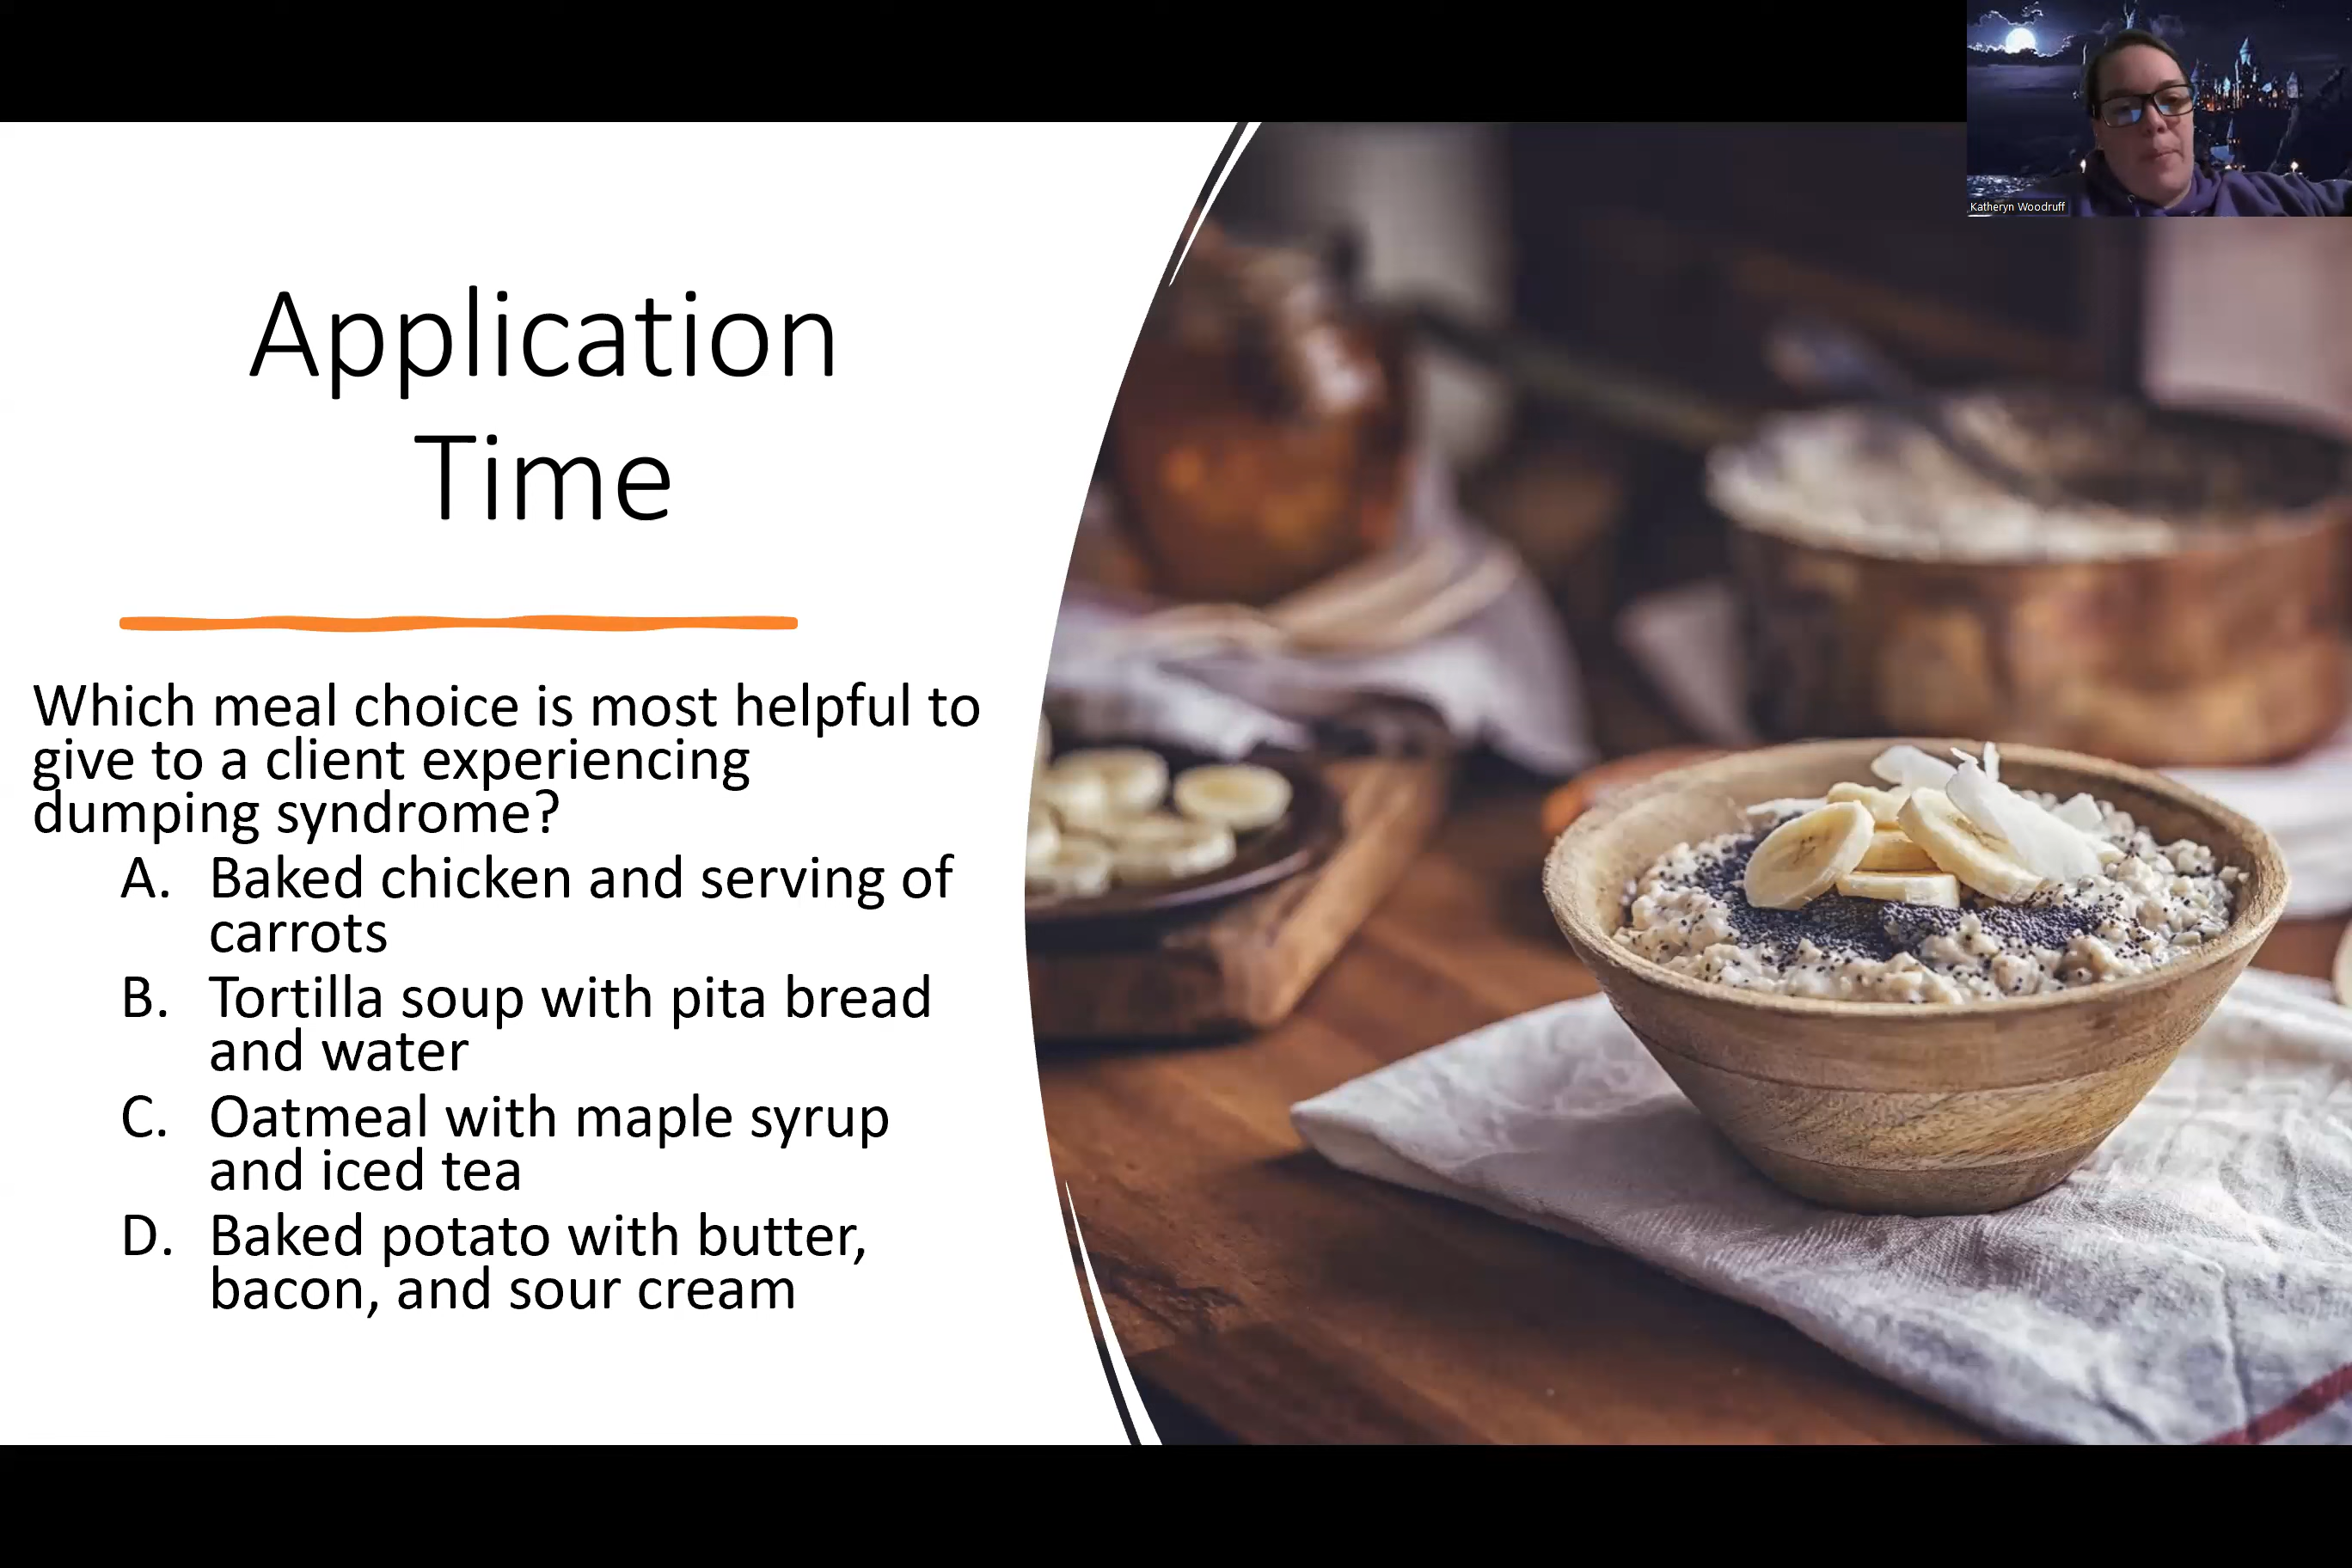 Katheryn Woodruff
Application
Time
Which meal choice is most helpful to
give to a client experiencing
dumping syndrome?
A. Baked chicken and serving of
carrots
B. Tortilla soup with pita bread
and water
C. Oatmeal with maple syrup
and iced tea
D. Baked potato with butter,
bacon, and sour cream